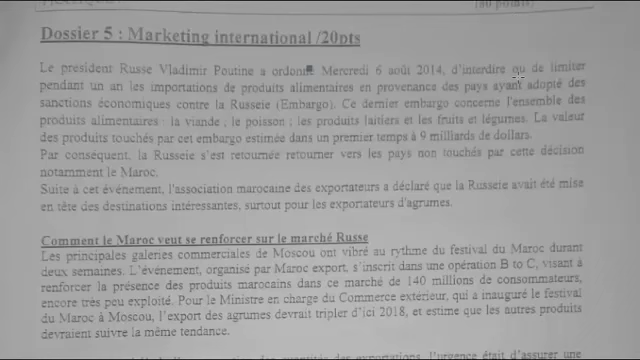 (80 points)
Dossier 5 : Marketing international /20pts
Le president Russe Vladimir Poutine a ordonné Mercredi 6 août 2014, d'interdire ou de limiter
pendant un an les importations de produits alimentaires en provenance des pays ayant adopté des
sanctions économiques contre la Russeie (Embargo). Ce dernier embargo concerne l'ensemble des
produits alimentaires : la viande ; le poisson ; les produits laitiers et les fruits et légumes. La valeur
des produits touchés par cet embargo estimée dans un premier temps à 9 milliards de dollars.
Par conséquent, la Russeie s'est retournée retourner vers les pays non touchés par cette décision
notamment le Maroc.
Suite à cet événement, l'association marocaine des exportateurs a déclaré que la Russeie avait été mise
en tête des destinations intéressantes, surtout pour les exportateurs d'agrumes.
Comment le Maroc veut se renforcer sur le marché Russe
Les principales galeries commerciales de Moscou ont vibré au rythme du festival du Maroc durant
deux semaines. L'événement, organisé par Maroc export, s'inscrit dans une opération B to C, visant à
renforcer la présence des produits marocains dans ce marché de 140 millions de consommateurs,
encore très peu exploité. Pour le Ministre en charge du Commerce extérieur, qui a inauguré le festival
du Maroc à Moscou, l'export des agrumes devrait tripler d'ici 2018, et estime que les autres produits
devraient suivre la même tendance.
des quantités des exportations, l'urgence était d'assurer une